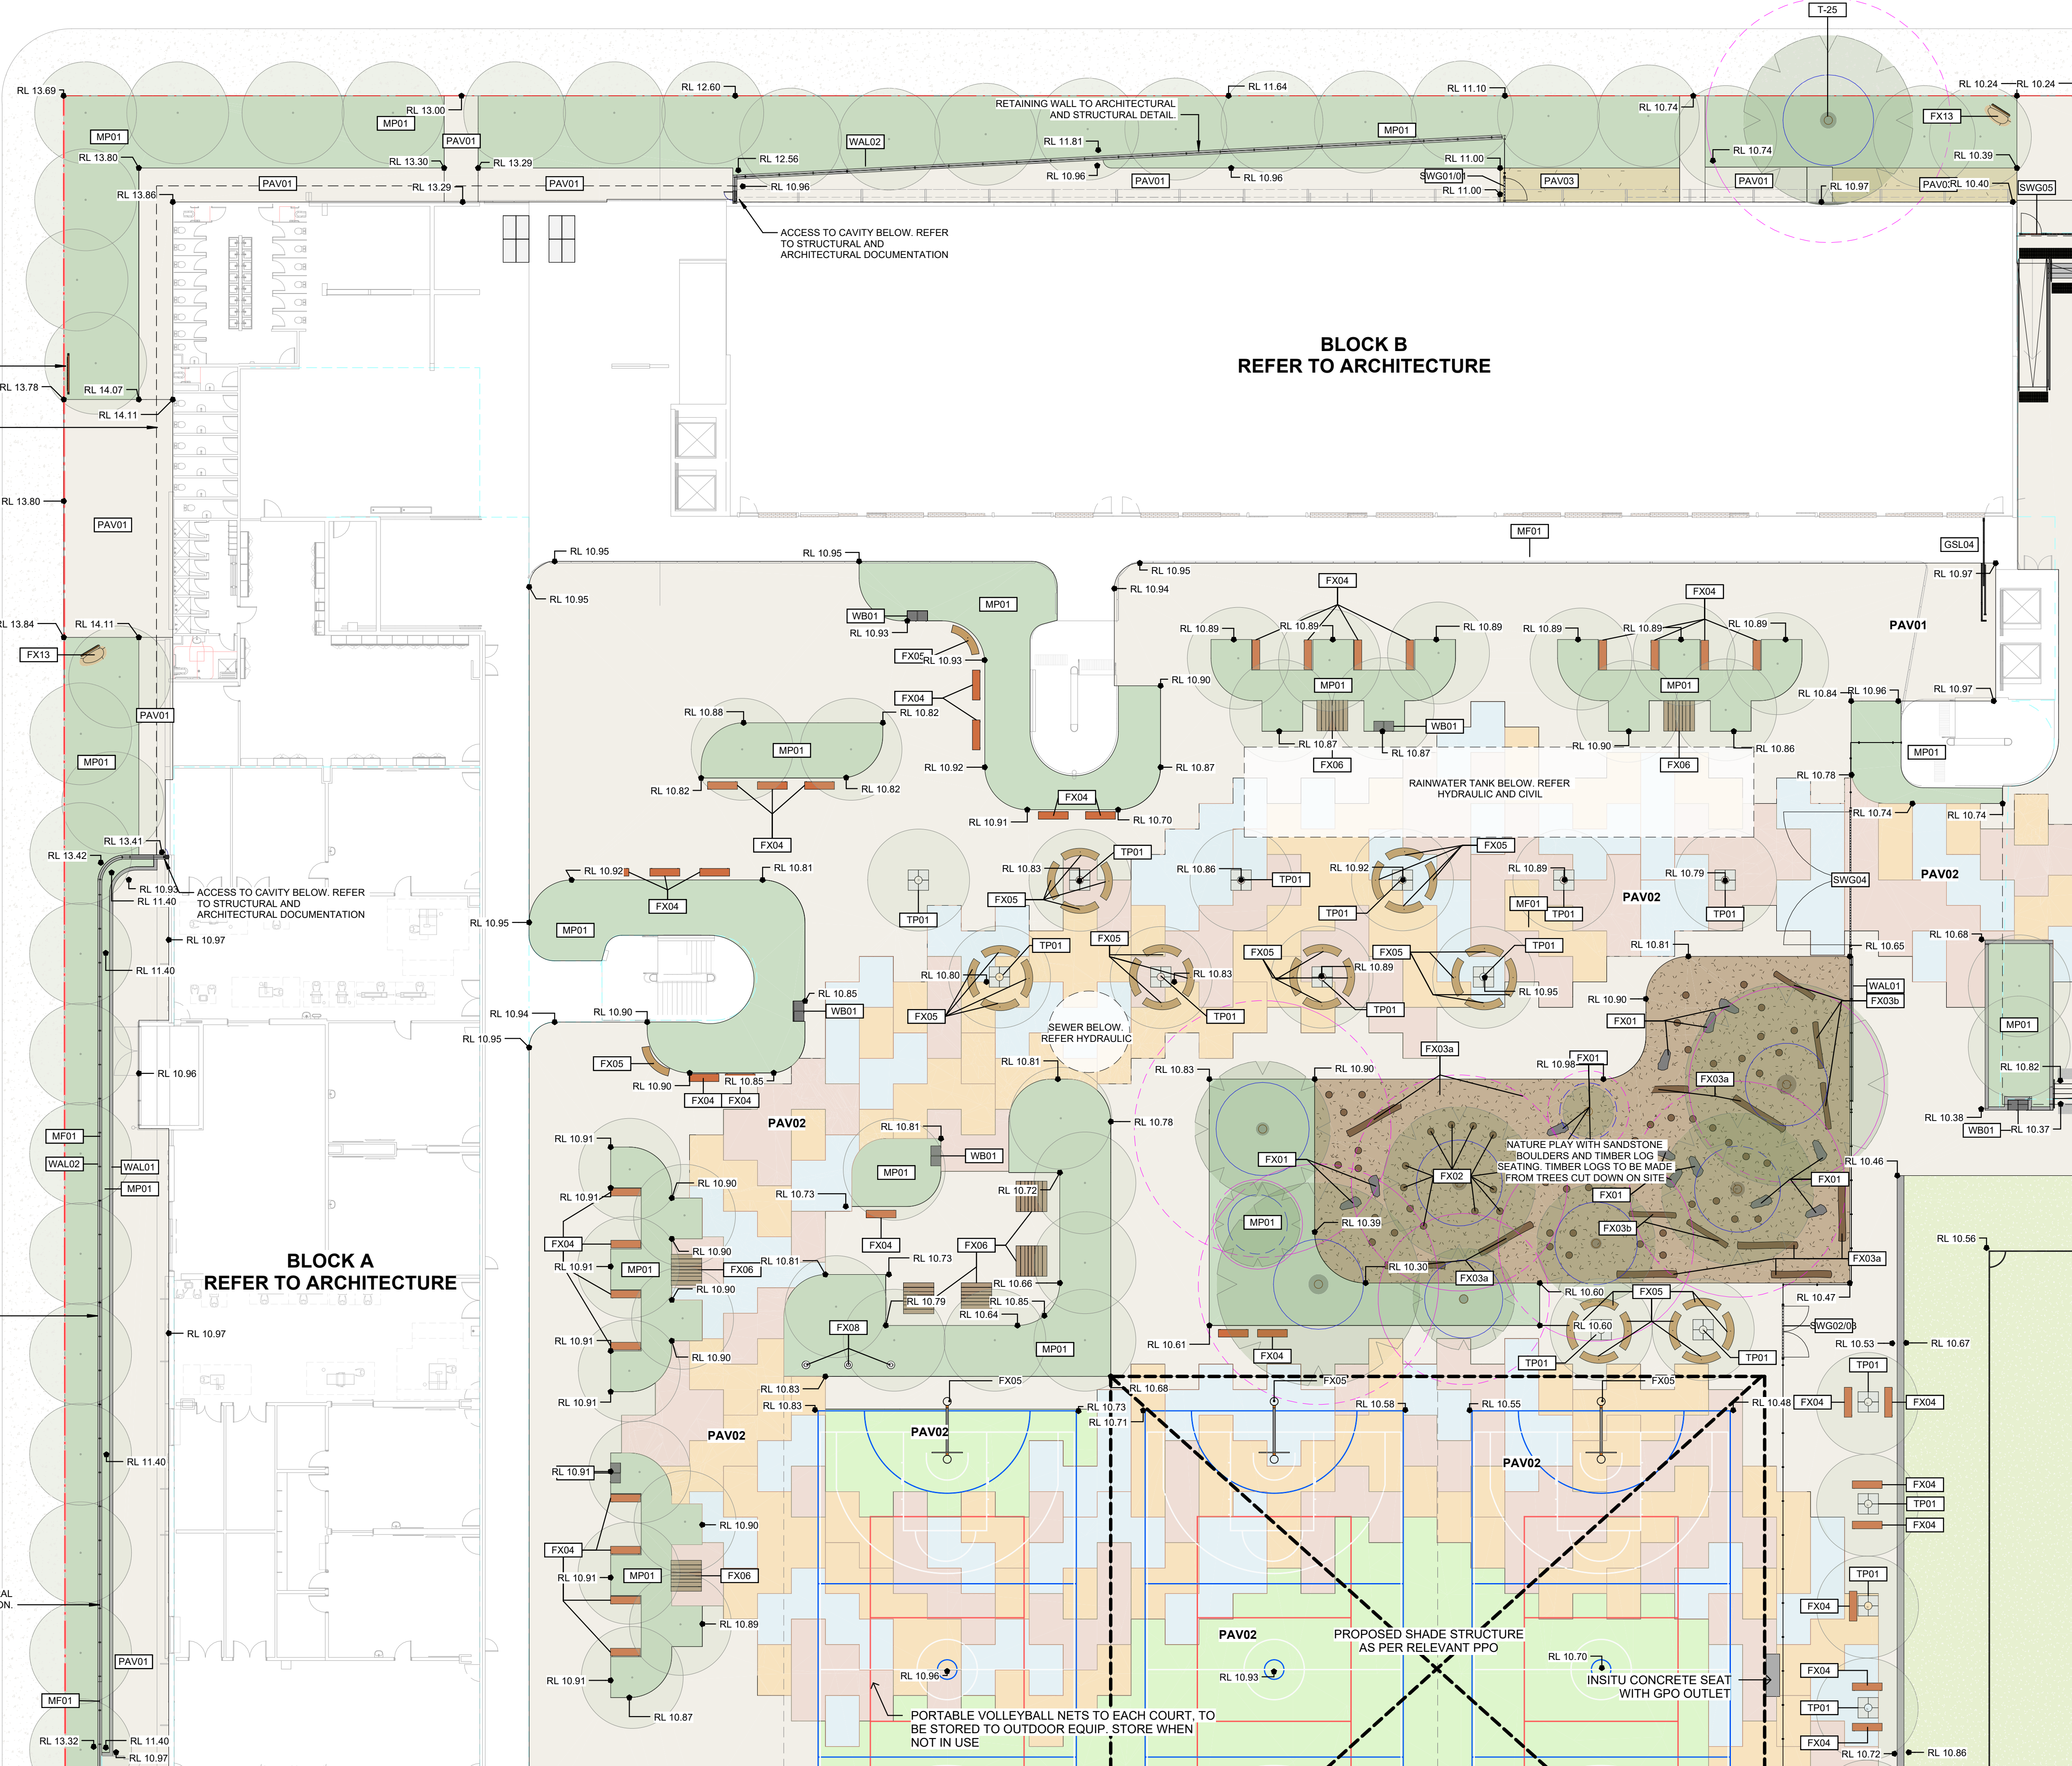 T-25
RL 13.69
RL 13.00
RL 12.60
RETAINING WALL TO ARCHITECTURAL
AND STRUCTURAL DETAIL.
RL 11.64
RL 11.10
RL 10.74
RL 10.24
RL 10.24
MP01
MP01
PAV01
WAL02
RL 11.81
MP01
FX13
RL 13.80
RL 13.30
RL 13.29
RL 12.56
RL 10.96
RL 10.96
RL 11.00
RL 10.74
RL 10.39
PAV01
RL 13.29
PAV01
RL 10.96
PAV01
SWG01/01
PAV03
PAV01
RL 10.97
RL 10.40
SWG05
RL 13.86
RL 11.00
ACCESS TO CAVITY BELOW. REFER
TO STRUCTURAL AND
ARCHITECTURAL DOCUMENTATION
BLOCK B
REFER TO ARCHITECTURE
RL 13.78
RL 14.07
RL 14.11
RL 13.80
PAV01
MF01
GSL04
RL 10.95
RL 10.95
RL 10.95
RL 10.97
RL 10.95
MP01
RL 10.94
FX04
FX04
WB01
RL 10.93
RL 13.84
RL 14.11
RL 10.89
RL 10.89
RL 10.89
RL 10.89
RL 10.89
RL 10.89
PAV01
FX13
FX05
RL 10.93
FX04
RL 10.90
MP01
MP01
RL 10.84
RL 10.96
RL 10.97
PAV01
RL 10.88
RL 10.82
WB01
MP01
RL 10.87
RL 10.87
RL 10.90
RL 10.86
MP01
MP01
RL 10.92
RL 10.87
FX06
FX06
RL 10.82
RL 10.82
RAINWATER TANK BELOW. REFER
HYDRAULIC AND CIVIL
RL 10.78
FX04
RL 10.91
RL 10.70
RL 10.74
RL 10.74
FX04
RL 13.42
RL 13.41
TP01
FX05
RL 10.92
RL 10.81
RL 10.83
RL 10.86
RL 10.92
RL 10.89
RL 10.79
RL 10.93
RL 11.40
ACCESS TO CAVITY BELOW. REFER
TO STRUCTURAL AND
ARCHITECTURAL DOCUMENTATION
TP01
SWG04
PAV02
FX04
FX05
MF01
PAV02
RL 10.95
MP01
TP01
TP01
TP01
TP01
RL 10.97
TP01
FX05
FX05
FX05
TP01
RL 10.81
RL 10.65
RL 10.68
RL 11.40
RL 10.80
RL 10.83
RL 10.89
RL 10.95
WAL01
FX03b
RL 10.85
WB01
RL 10.90
RL 10.94
RL 10.90
FX05
TP01
TP01
FX01
MP01
RL 10.95
SEWER BELOW.
REFER HYDRAULIC
FX03a
FX05
RL 10.81
RL 10.98
FX01
RL 10.96
RL 10.90
RL 10.85
RL 10.83
RL 10.90
FX03a
RL 10.82
FX04
FX04
RL 10.38
PAV02
RL 10.78
WB01
RL 10.37
MF01
RL 10.91
RL 10.81
WB01
NATURE PLAY WITH SANDSTONE
BOULDERS AND TIMBER LOG
SEATING. TIMBER LOGS TO BE MADE
FROM TREES CUT DOWN ON SITE
WAL02
WAL01
MP01
FX01
FX02
RL 10.46
MP01
RL 10.90
RL 10.91
RL 10.73
RL 10.72
FX01
FX01
MP01
RL 10.39
FX03b
FX04
FX04
FX06
RL 10.56
RL 10.90
BLOCK A
REFER TO ARCHITECTURE
RL 10.91
MP01
FX06
RL 10.81
RL 10.73
RL 10.30
FX03a
FX03a
RL 10.90
RL 10.66
RL 10.60
FX05
RL 10.47
RL 10.79
RL 10.85
RL 10.64
FX08
RL 10.60
SWG02/03
RL 10.97
RL 10.91
RL 10.90
MP01
RL 10.61
FX04
RL 10.53
RL 10.67
TP01
TP01
TP01
RL 10.83
FX05
RL 10.68
FX05
FX05
RL 10.91
RL 10.83
RL 10.73
RL 10.71
RL 10.58
RL 10.55
RL 10.48
FX04
FX04
PAV02
PAV02
RL 11.40
RL 10.91
PAV02
FX04
TP01
RL 10.90
FX04
FX04
RL 10.91
MP01
FX06
TP01
FX04
AL
ON.
RL 10.89
PAV02
PROPOSED SHADE STRUCTURE
AS PER RELEVANT PPO
PAV01
RL 10.91
RL 10.96
RL 10.93
RL 10.70
FX04
INSITU CONCRETE SEAT
WITH GPO OUTLET
MF01
RL 10.87
PORTABLE VOLLEYBALL NETS TO EACH COURT, TO
BE STORED TO OUTDOOR EQUIP. STORE WHEN
NOT IN USE
TP01
RL 13.32
RL 11.40
FX04
RL 10.97
RL 10.72
RL 10.86